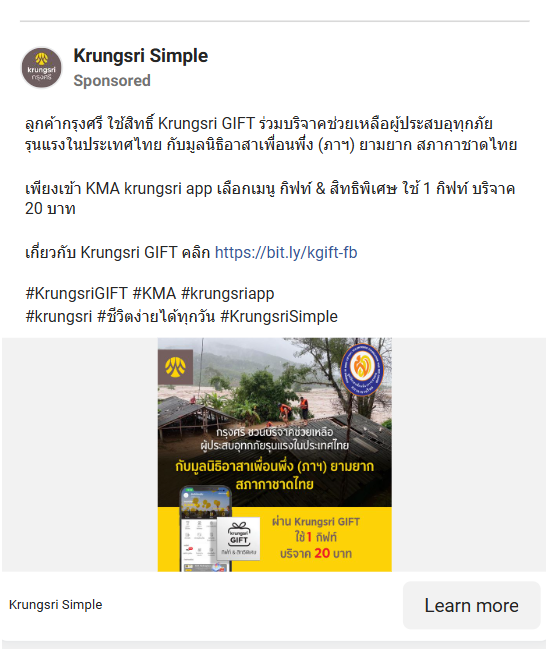 Krungsri Simple
Sponsored
ลูกค้ากรุงศรี ใช้สิทธิ์ Krungsri GIFT ร่วมบริจาคช่วยเหลือผู้ประสบอุทกภัย
รุนแรงในประเทศไทย กับมูลนิธิอาสาเพื่อนพึ่ง (ภาฯ) ยามยาก สภากาชาดไทย
เพียงเข้า KMA krungsri app เลือกเมนู กิฟท์ & สิทธิพิเศษ ใช้ 1 กิฟท์ บริจาค
20 บาท
เกี่ยวกับ Krungsri GIFT คลิก https://bit.ly/kgift-fb
#KrungsriGIFT #KMA #krungsriapp
#krungsri #ชีวิตง่ายได้ทุกวัน #KrungsriSimple
krungsri
กรุงศรี
กรุงศรี ชวนบริจาคช่วยเหลือ
ผู้ประสบอุทกภัยรุนแรงในประเทศไทย
กับมูลนิธิอาสาเพื่อนพึ่ง (ภาฯ) ยามยาก
สภากาชาดไทย
krungsri
GIFT
กิฟท์ & สิทธิพิเศษ
ผ่าน Krungsri GIFT
ใช้ 1 กิฟท์
บริจาค 20 บาท
Krungsri Simple
Learn more